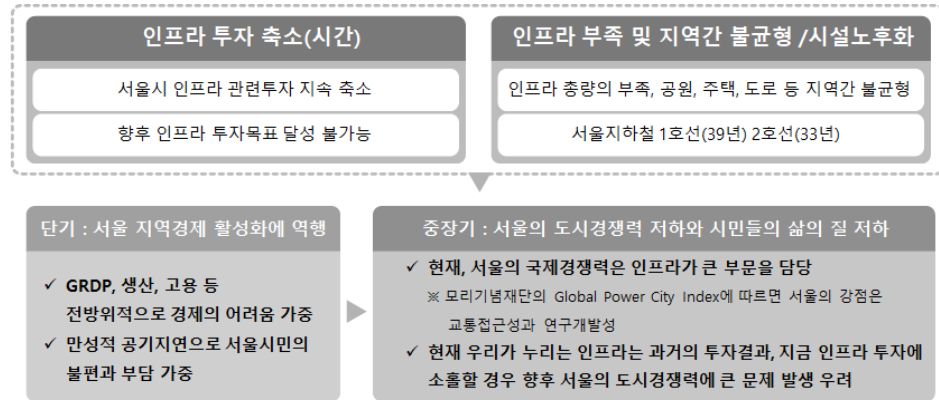 인프라 투자 축소(시간)
서울시 인프라 관련투자 지속 축소
향후 인프라 투자목표 달성 불가능
인프라 부족 및 지역간 불균형 /시설노후화
인프라 총량의 부족, 공원, 주택, 도로 등 지역간 불균형
서울지하철 1호선(39년) 2호선(33년)
단기 : 서울 지역경제 활성화에 역행
✓ GRDP, 생산, 고용 등
전방위적으로 경제의 어려움 가중
✓ 만성적 공기지연으로 서울시민의
불편과 부담 가중
중장기 : 서울의 도시경쟁력 저하와 시민들의 삶의 질 저하
✓ 현재, 서울의 국제경쟁력은 인프라가 큰 부문을 담당
※ 모리기념재단의 Global Power City Index에 따르면 서울의 강점은
교통접근성과 연구개발성
✓ 현재 우리가 누리는 인프라는 과거의 투자결과, 지금 인프라 투자에
소홀할 경우 향후 서울의 도시경쟁력에 큰 문제 발생 우려